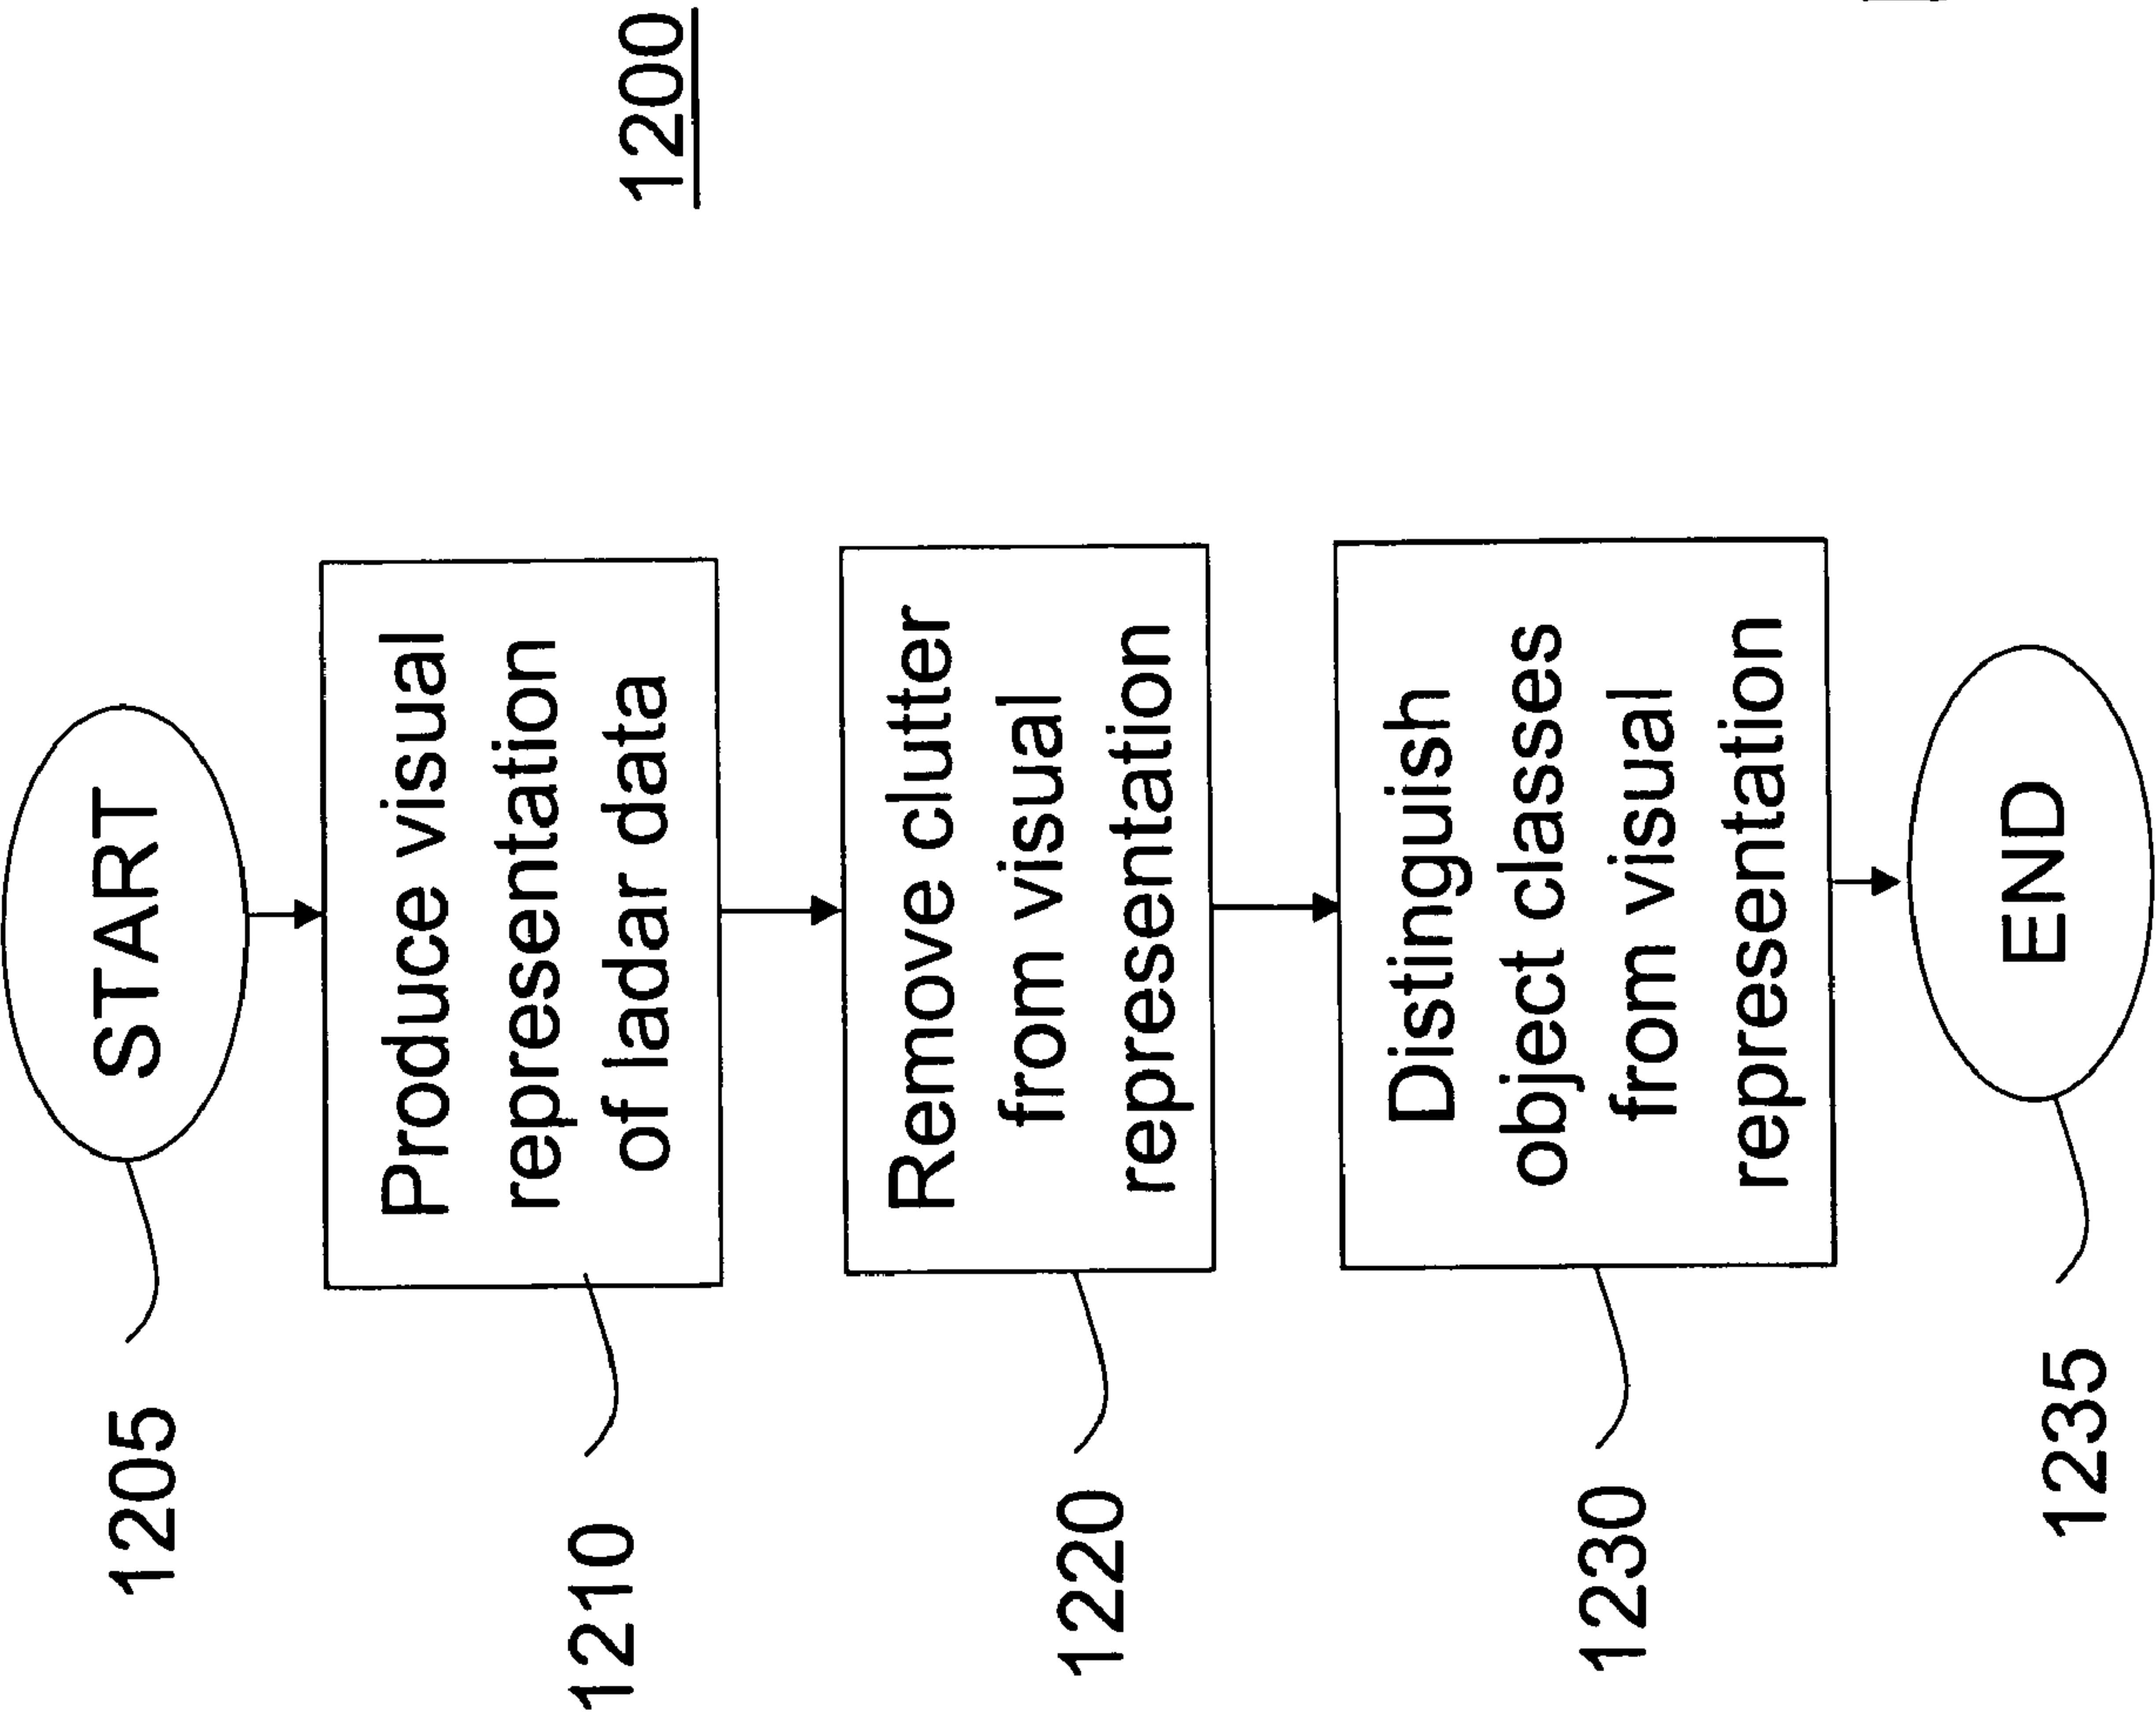 1200
1205
START
1210
Produce visual
representation
of ladar data
1220
Remove clutter
from visual
representation
1230
Distinguish
object classes
from visual
representation
1235
END